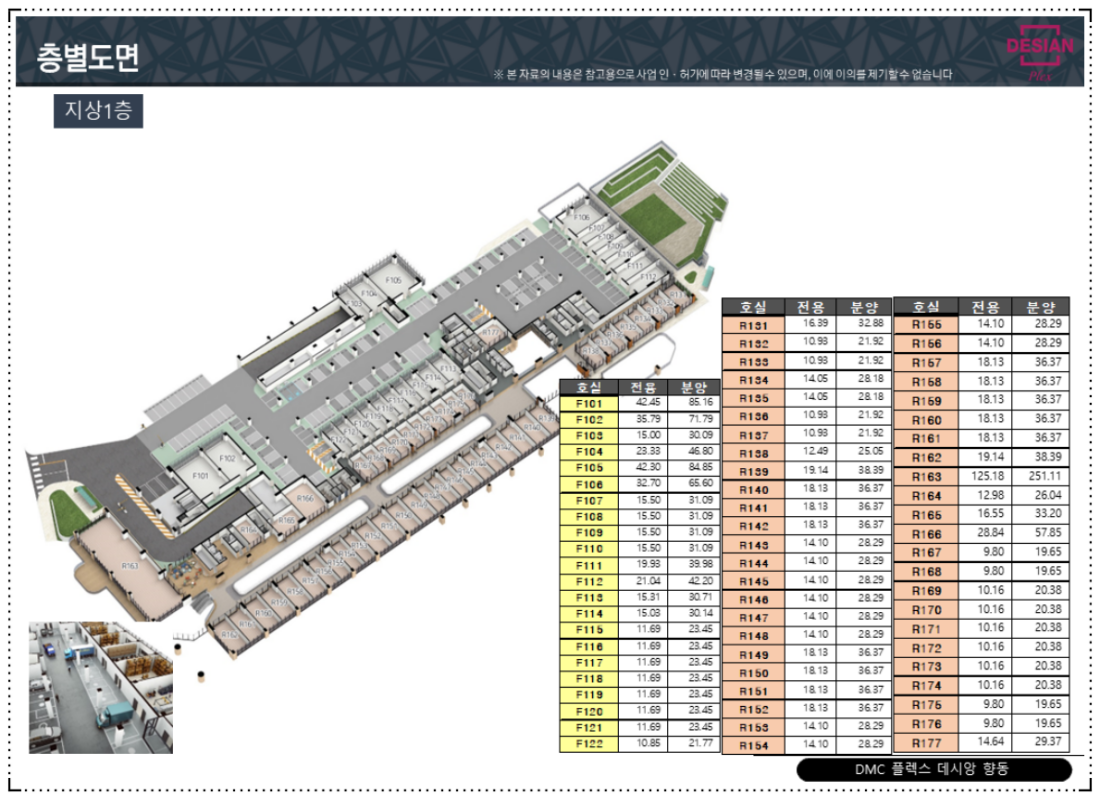 층별도면
※ 본 자료의 내용은 참고용으로 사업 인ㆍ허가에 따라 변경될 수 있으며, 이에 이의를 제기할 수 없습니다
DESIAN
Plex
지상1층
호실 전용 분양
F101 42.45 85.16
F102 35.79 71.79
F103 15.00 30.09
F104 23.33 46.80
F105 42.30 84.85
F106 32.70 65.60
F107 15.50 31.09
F108 15.50 31.09
F109 15.50 31.09
F110 15.50 31.09
F111 19.93 39.98
F112 21.04 42.20
F113 15.31 30.71
F114 15.03 30.14
F115 11.69 23.45
F116 11.69 23.45
F117 11.69 23.45
F118 11.69 23.45
F119 11.69 23.45
F120 11.69 23.45
F121 11.69 23.45
F122 10.85 21.77
호실 전용 분양
R131 16.39 32.88
R132 10.93 21.92
R133 10.93 21.92
R134 14.05 28.18
R135 14.05 28.18
R136 10.93 21.92
R137 10.93 21.92
R138 12.49 25.05
R139 19.14 38.39
R140 18.13 36.37
R141 18.13 36.37
R142 18.13 36.37
R143 14.10 28.29
R144 14.10 28.29
R145 14.10 28.29
R146 14.10 28.29
R147 14.10 28.29
R148 14.10 28.29
R149 18.13 36.37
R150 18.13 36.37
R151 18.13 36.37
R152 18.13 36.37
R153 14.10 28.29
R154 14.10 28.29
호실 전용 분양
R155 14.10 28.29
R156 14.10 28.29
R157 18.13 36.37
R158 18.13 36.37
R159 18.13 36.37
R160 18.13 36.37
R161 18.13 36.37
R162 19.14 38.39
R163 125.18 251.11
R164 12.98 26.04
R165 16.55 33.20
R166 28.84 57.85
R167 9.80 19.65
R168 9.80 19.65
R169 10.16 20.38
R170 10.16 20.38
R171 10.16 20.38
R172 10.16 20.38
R173 10.16 20.38
R174 10.16 20.38
R175 9.80 19.65
R176 9.80 19.65
R177 14.64 29.37
F106
F107
F108
F109
F110
F111
F112
F105
F104
F101
F102
R177
R166
R165
R164
R163
DMC 플렉스 데시앙 향동